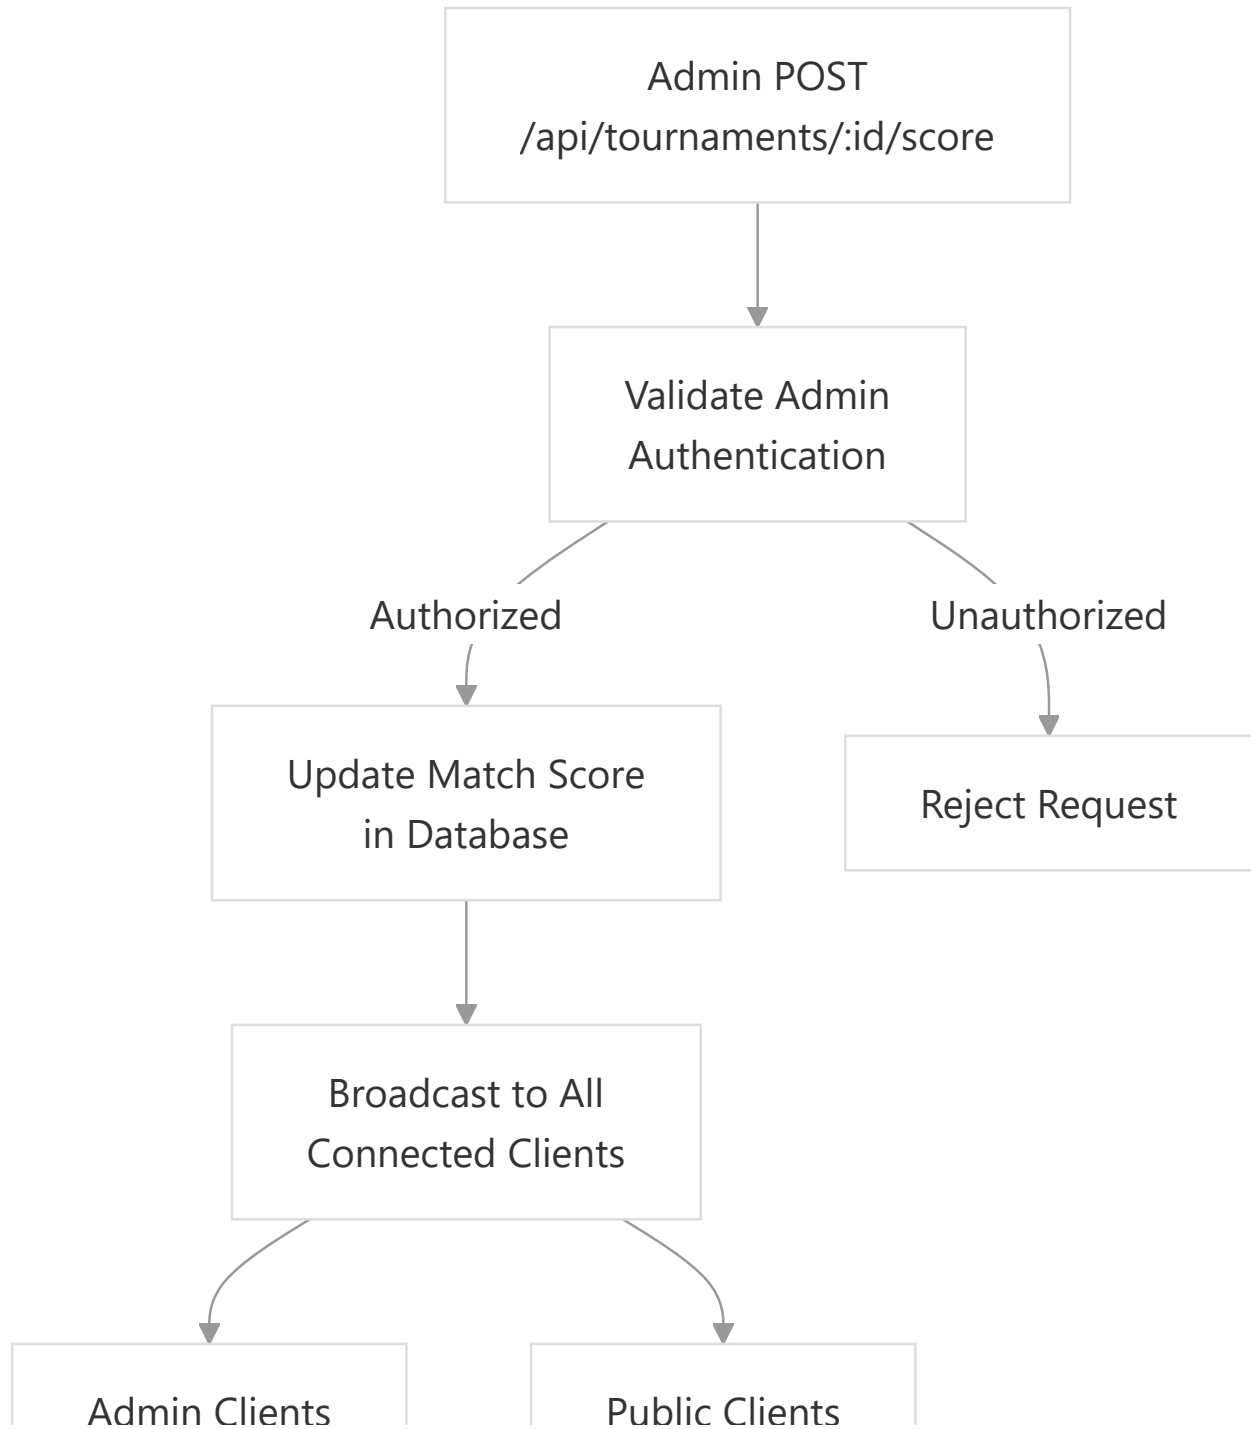 Admin POST
/api/tournaments/:id/score
Validate Admin
Authentication
Authorized
Unauthorized
Update Match Score
in Database
Reject Request
Broadcast to All
Connected Clients
Admin Clients
Public Clients